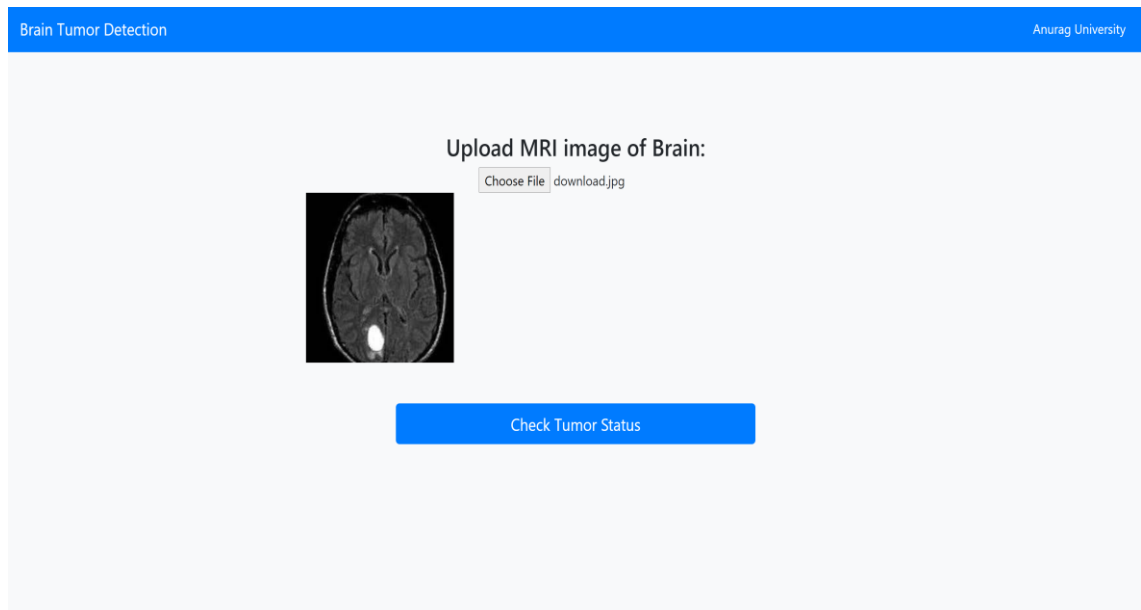 Brain Tumor Detection
Anurag University
Upload MRI image of Brain:
Choose File download.jpg
Check Tumor Status